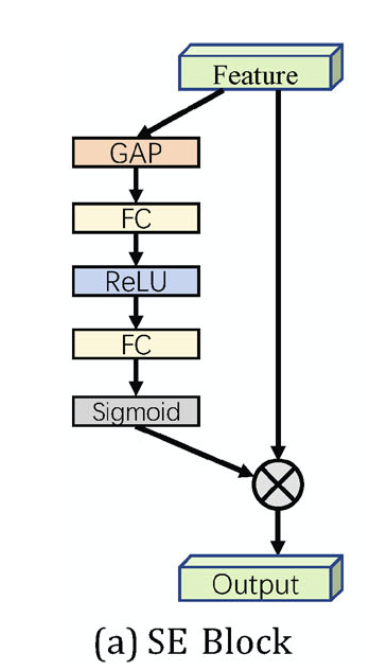 Feature
GAP
FC
ReLU
FC
Sigmoid
Output
(a) SE Block